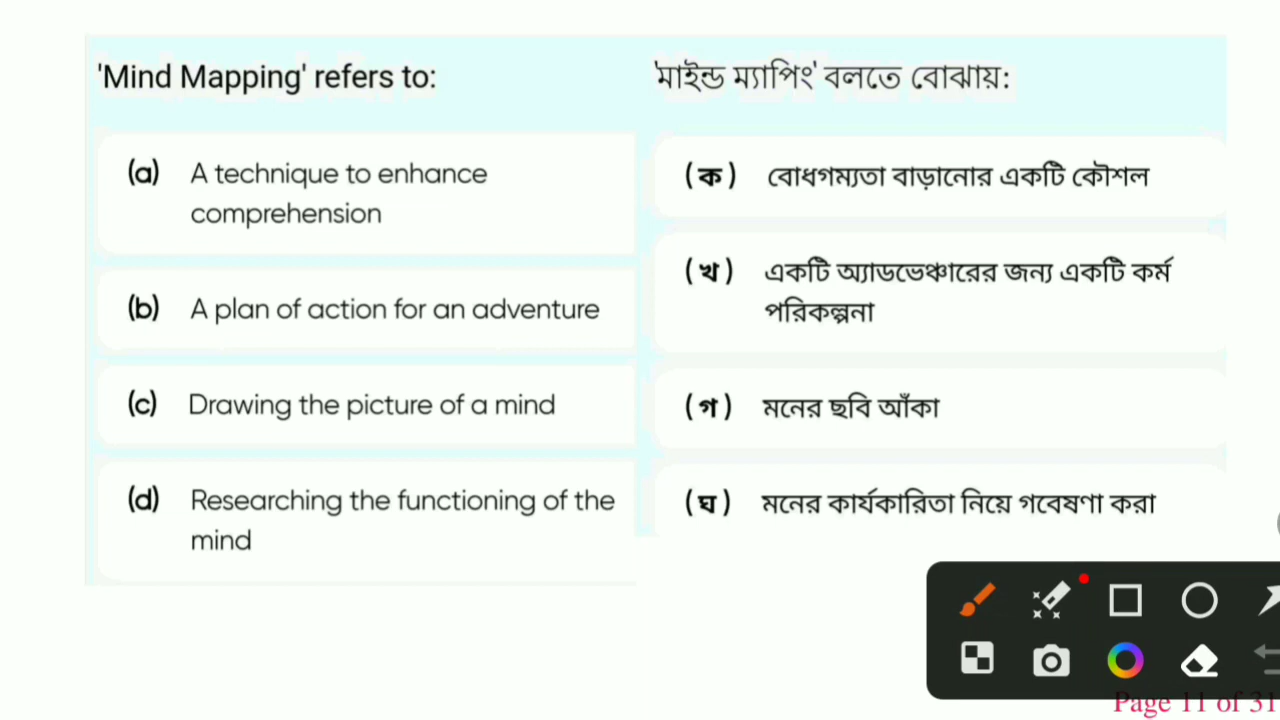 'Mind Mapping' refers to:
(a) A technique to enhance
comprehension
(b) A plan of action for an adventure
(c) Drawing the picture of a mind
(d) Researching the functioning of the
mind
'মাইন্ড ম্যাপিং' বলতে বোঝায়:
(ক) বোধগম্যতা বাড়ানোর একটি কৌশল
(খ) একটি অ্যাডভেঞ্চারের জন্য একটি কর্ম
পরিকল্পনা
(গ) মনের ছবি আঁকা
(ঘ) মনের কার্যকারিতা নিয়ে গবেষণা করা
Page 11 of 31